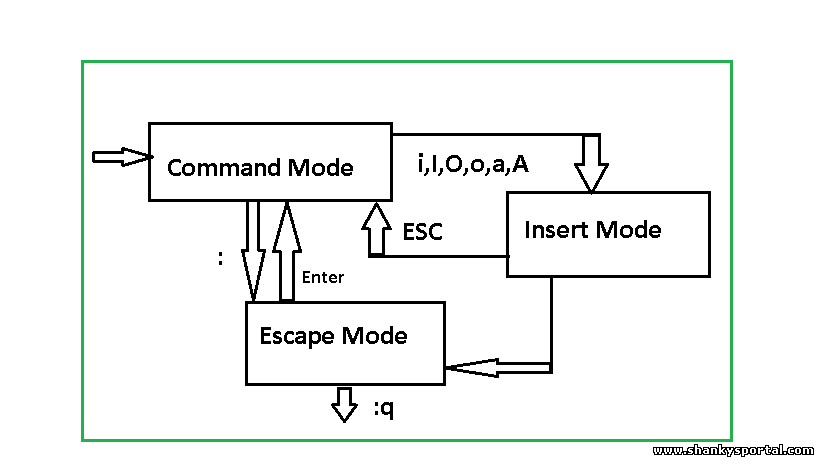 Command Mode
i,I,O,o,a,A
Insert Mode
ESC
:
Enter
Escape Mode
:q
www.shankysportal.com